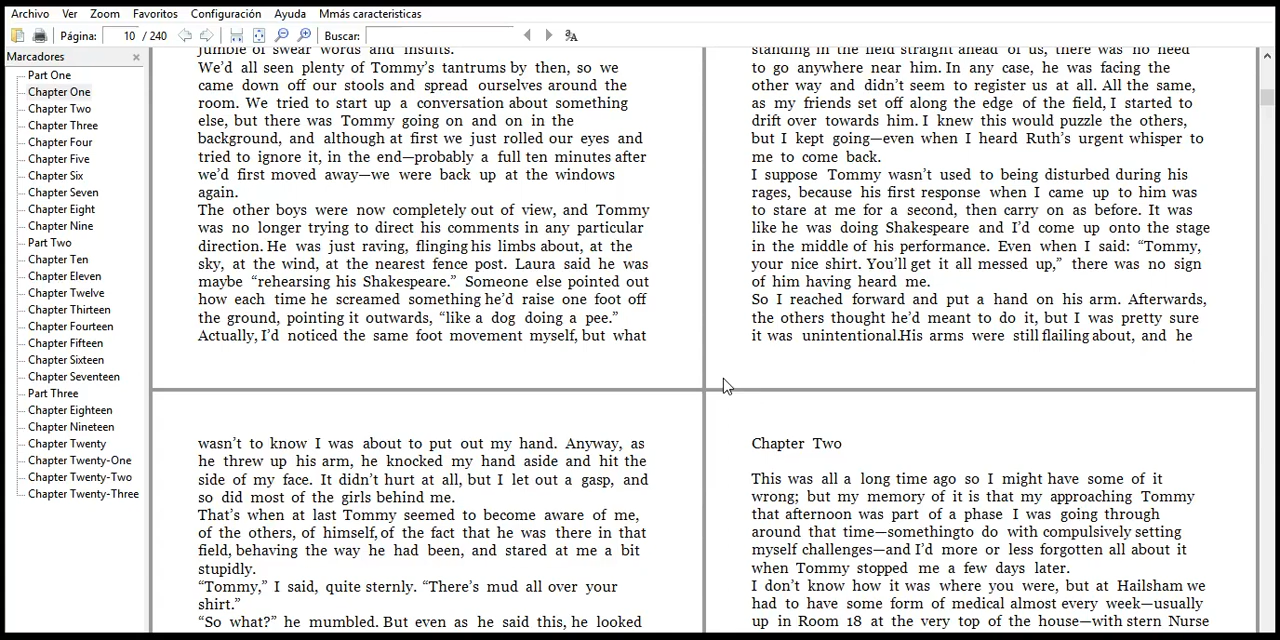 Archivo Ver Zoom Favoritos Configuración Ayuda Mmás caracteristicas
Página: 10 / 240 Buscar:
Marcadores
Part One
Chapter One
Chapter Two
Chapter Three
Chapter Four
Chapter Five
Chapter Six
Chapter Seven
Chapter Eight
Chapter Nine
Part Two
Chapter Ten
Chapter Eleven
Chapter Twelve
Chapter Thirteen
Chapter Fourteen
Chapter Fifteen
Chapter Sixteen
Chapter Seventeen
Part Three
Chapter Eighteen
Chapter Nineteen
Chapter Twenty
Chapter Twenty-One
Chapter Twenty-Two
Chapter Twenty-Three
jumble of swear words and insults.
We’d all seen plenty of Tommy’s tantrums by then, so we
came down off our stools and spread ourselves around the
room. We tried to start up a conversation about something
else, but there was Tommy going on and on in the
background, and although at first we just rolled our eyes and
tried to ignore it, in the end—probably a full ten minutes after
we’d first moved away—we were back up at the windows
again.
The other boys were now completely out of view, and Tommy
was no longer trying to direct his comments in any particular
direction. He was just raving, flinging his limbs about, at the
sky, at the wind, at the nearest fence post. Laura said he was
maybe “rehearsing his Shakespeare.” Someone else pointed out
how each time he screamed something he’d raise one foot off
the ground, pointing it outwards, “like a dog doing a pee.”
Actually, I’d noticed the same foot movement myself, but what
standing in the field straight ahead of us, there was no need
to go anywhere near him. In any case, he was facing the
other way and didn’t seem to register us at all. All the same,
as my friends set off along the edge of the field, I started to
drift over towards him. I knew this would puzzle the others,
but I kept going—even when I heard Ruth’s urgent whisper to
me to come back.
I suppose Tommy wasn’t used to being disturbed during his
rages, because his first response when I came up to him was
to stare at me for a second, then carry on as before. It was
like he was doing Shakespeare and I’d come up onto the stage
in the middle of his performance. Even when I said: “Tommy,
your nice shirt. You’ll get it all messed up,” there was no sign
of him having heard me.
So I reached forward and put a hand on his arm. Afterwards,
the others thought he’d meant to do it, but I was pretty sure
it was unintentional.His arms were still flailing about, and he
wasn’t to know I was about to put out my hand. Anyway, as
he threw up his arm, he knocked my hand aside and hit the
side of my face. It didn’t hurt at all, but I let out a gasp, and
so did most of the girls behind me.
That’s when at last Tommy seemed to become aware of me,
of the others, of himself, of the fact that he was there in that
field, behaving the way he had been, and stared at me a bit
stupidly.
“Tommy,” I said, quite sternly. “There’s mud all over your
shirt.”
“So what?” he mumbled. But even as he said this, he looked
Chapter Two
This was all a long time ago so I might have some of it
wrong; but my memory of it is that my approaching Tommy
that afternoon was part of a phase I was going through
around that time—somethingto do with compulsively setting
myself challenges—and I’d more or less forgotten all about it
when Tommy stopped me a few days later.
I don’t know how it was where you were, but at Hailsham we
had to have some form of medical almost every week—usually
up in Room 18 at the very top of the house—with stern Nurse